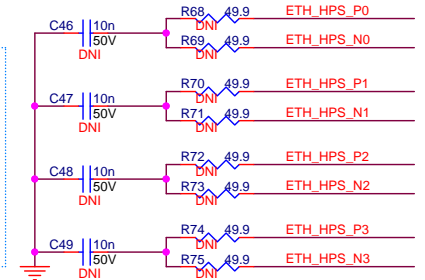 R68 49.9 ETH_HPS_P0
C46 10n DNI
50V R69 49.9 ETH_HPS_N0
DNI DNI
R70 49.9 ETH_HPS_P1
C47 10n DNI
50V R71 49.9 ETH_HPS_N1
DNI DNI
R72 49.9 ETH_HPS_P2
C48 10n DNI
50V R73 49.9 ETH_HPS_N2
DNI DNI
R74 49.9 ETH_HPS_P3
C49 10n DNI
50V R75 49.9 ETH_HPS_N3
DNI DNI